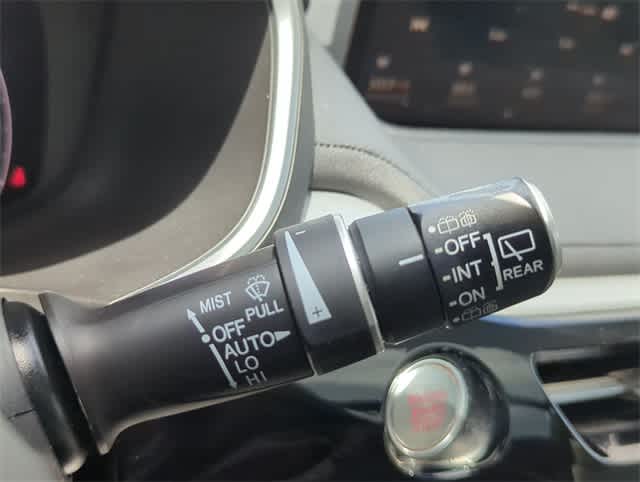 MIST
PULL
OFF
AUTO
LO
HI
−
+
OFF
INT
ON
REAR